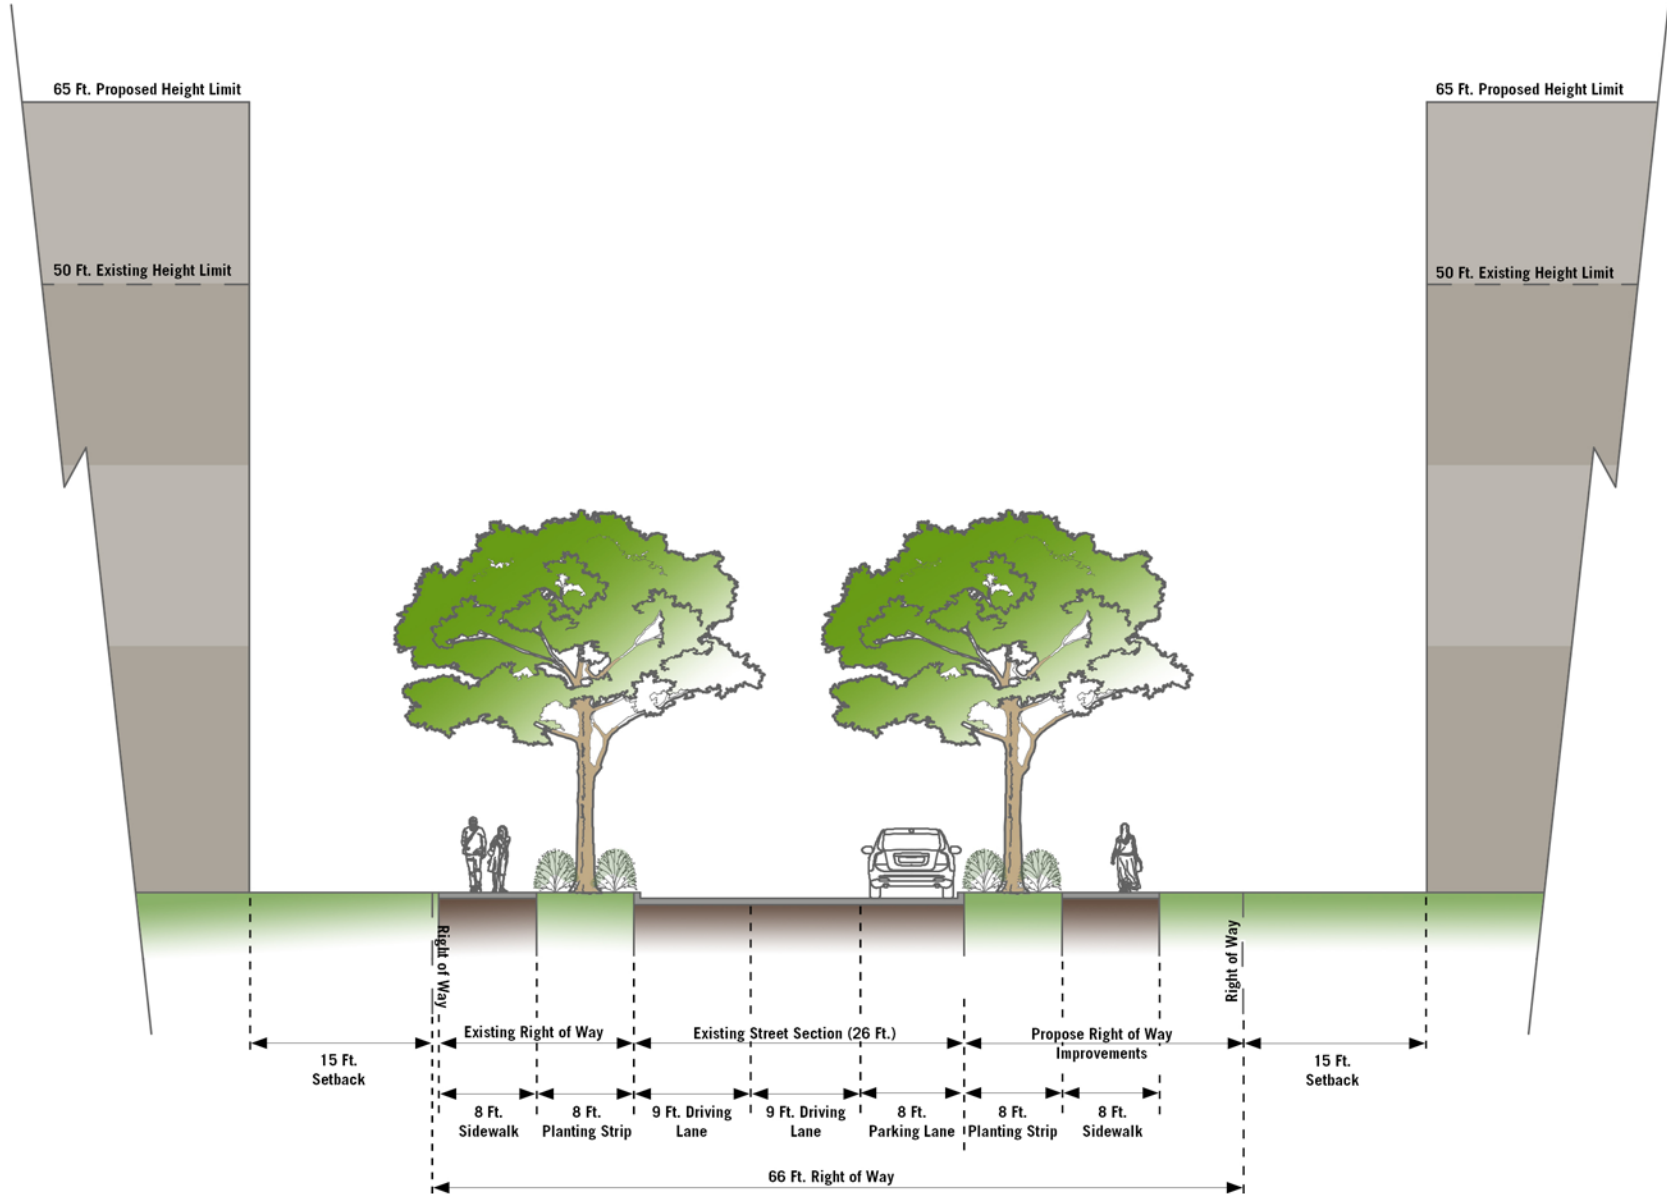 65 Ft. Proposed Height Limit
65 Ft. Proposed Height Limit
50 Ft. Existing Height Limit
50 Ft. Existing Height Limit
Right of Way
Right of Way
Existing Right of Way
Existing Street Section (26 Ft.)
Propose Right of Way
Improvements
15 Ft.
Setback
15 Ft.
Setback
8 Ft.
Sidewalk
8 Ft.
Planting Strip
9 Ft. Driving
Lane
9 Ft. Driving
Lane
8 Ft.
Parking Lane
8 Ft.
Planting Strip
8 Ft.
Sidewalk
66 Ft. Right of Way